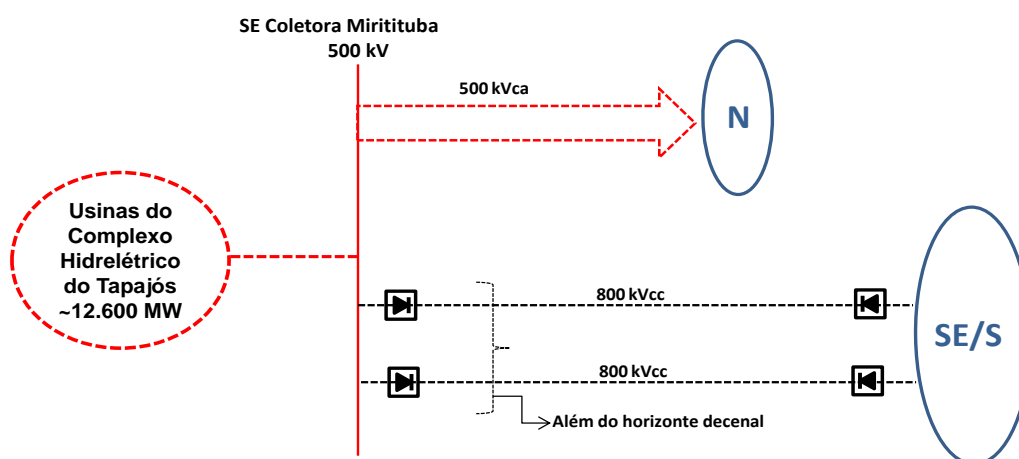 SE Coletora Miritituba
500 kV
500 kVca
N
Usinas do
Complexo
Hidrelétrico
do Tapajós
~12.600 MW
800 kVcc
SE/S
800 kVcc
Além do horizonte decenal